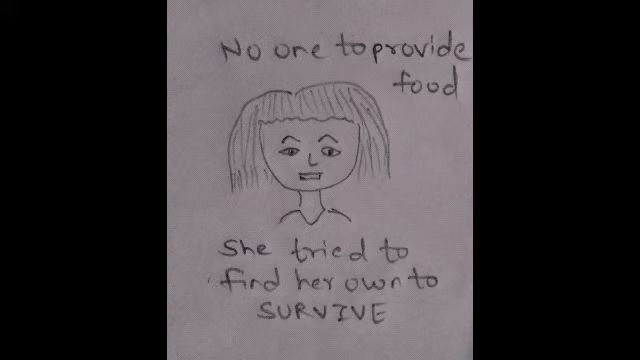 No one to provide
food
She tried to
find her own to
SURVIVE